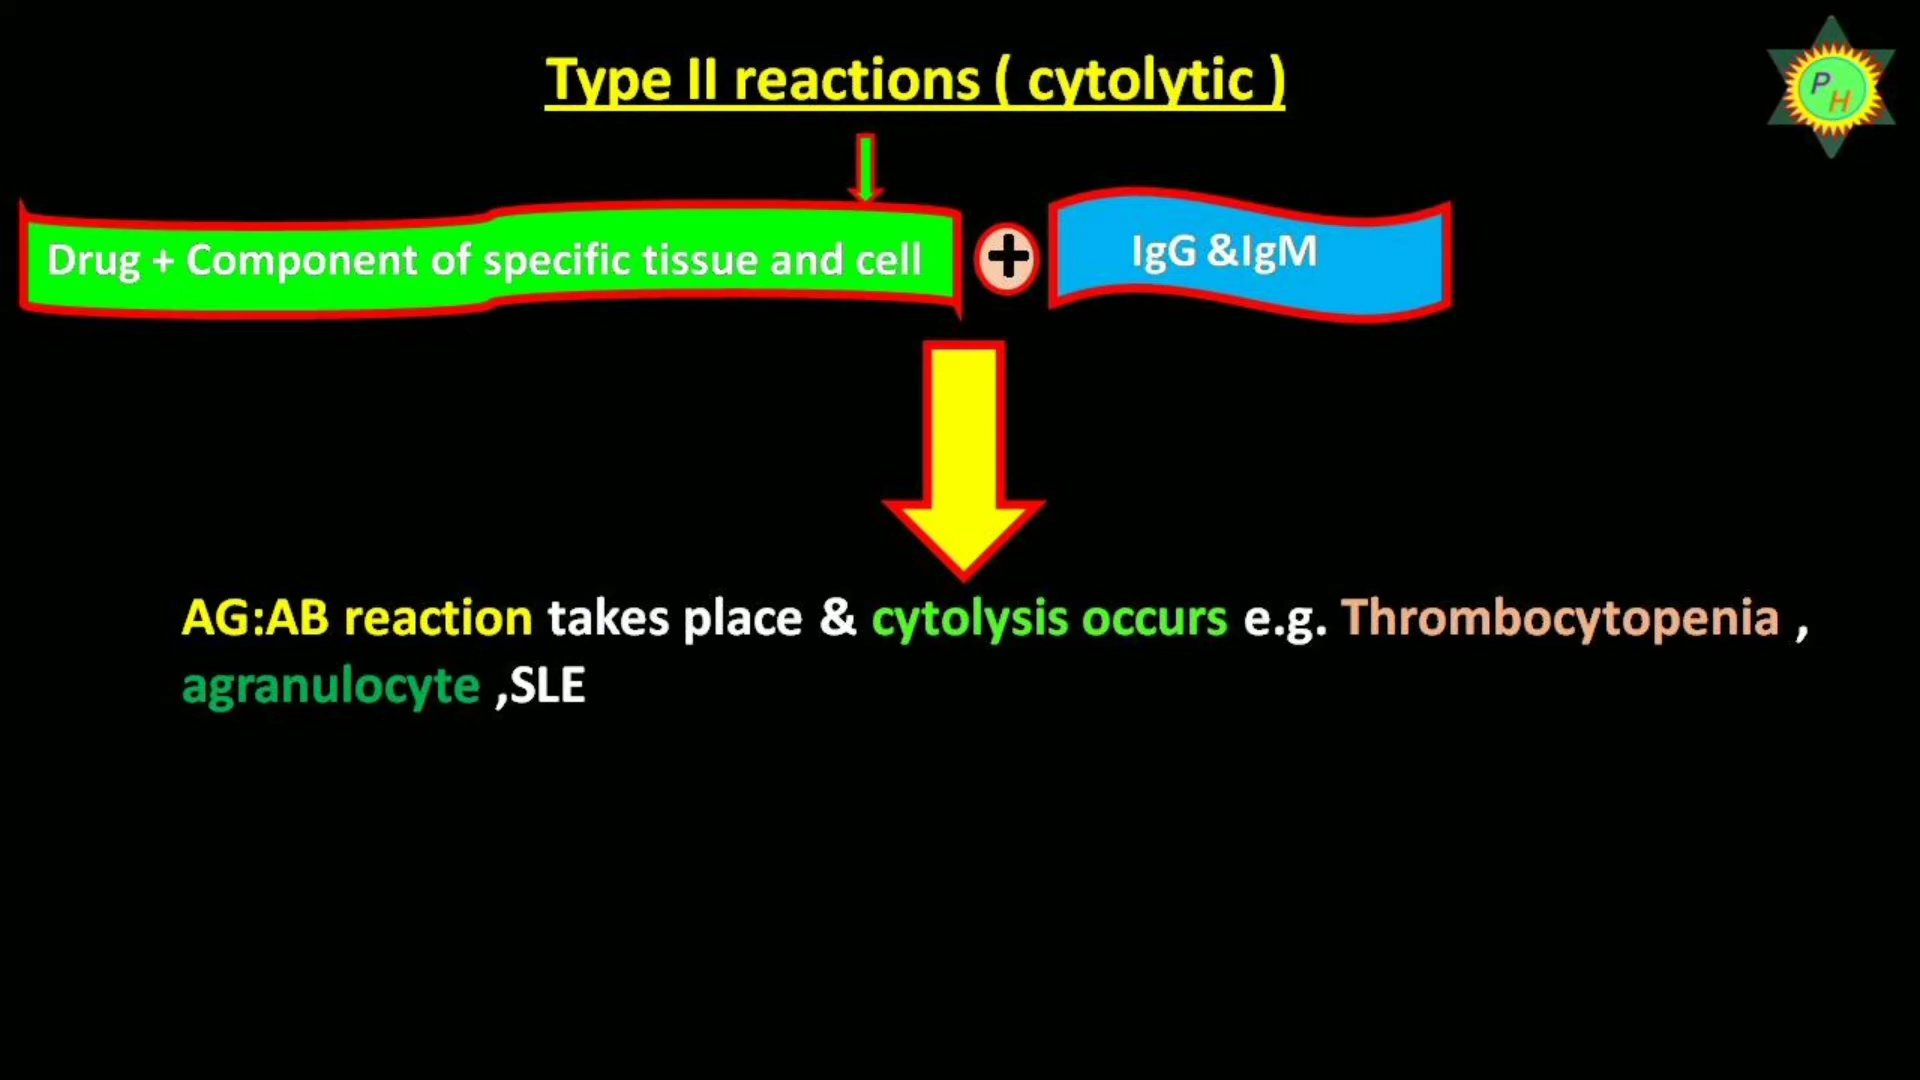 Type II reactions ( cytolytic )
P
H
Drug + Component of specific tissue and cell
+
IgG &IgM
AG:AB reaction takes place & cytolysis occurs e.g. Thrombocytopenia ,
agranulocyte ,SLE